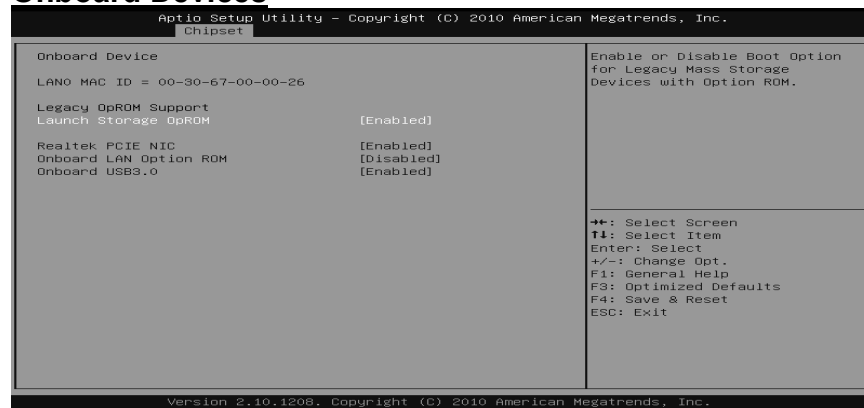 Onboard Devices
Aptio Setup Utility – Copyright (C) 2010 American Megatrends, Inc.
Chipset
Onboard Device
LAN0 MAC ID = 00-30-67-00-00-26
Legacy OpROM Support
Launch Storage OpROM [Enabled]
Realtek PCIE NIC [Enabled]
Onboard LAN Option ROM [Disabled]
Onboard USB3.0 [Enabled]
Enable or Disable Boot Option
for Legacy Mass Storage
Devices with Option ROM.
→←: Select Screen
↑↓: Select Item
Enter: Select
+/-: Change Opt.
F1: General Help
F3: Optimized Defaults
F4: Save & Reset
ESC: Exit
Version 2.10.1208. Copyright (C) 2010 American Megatrends, Inc.